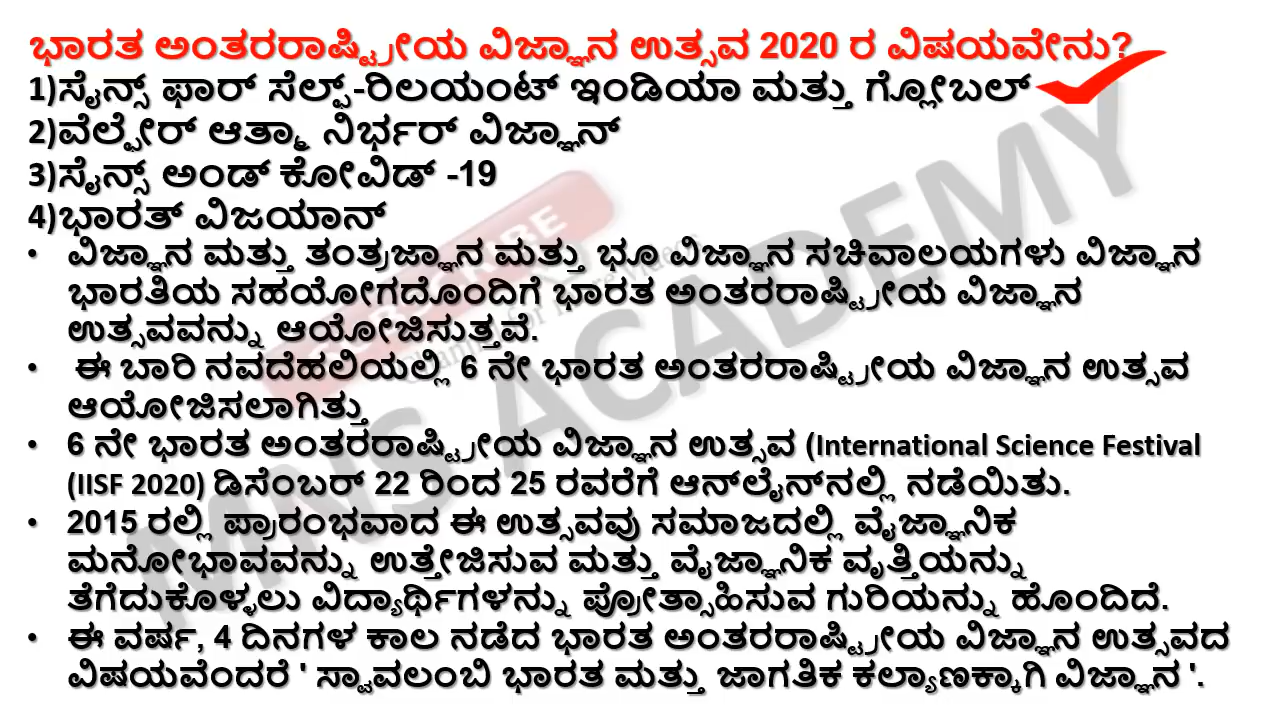 ಭಾರತ ಅಂತರರಾಷ್ಟ್ರೀಯ ವಿಜ್ಞಾನ ಉತ್ಸವ 2020 ರ ವಿಷಯವೇನು?
1)ಸೈನ್ಸ್ ಫಾರ್ ಸೆಲ್ಫ್-ರಿಲಯಂಟ್ ಇಂಡಿಯಾ ಮತ್ತು ಗ್ಲೋಬಲ್
2)ವೆಲ್ಫೇರ್ ಆತ್ಮಾ ನಿರ್ಭರ್ ವಿಜ್ಞಾನ್
3)ಸೈನ್ಸ್ ಅಂಡ್ ಕೋವಿಡ್ -19
4)ಭಾರತ್ ವಿಜಯಾನ್
• ವಿಜ್ಞಾನ ಮತ್ತು ತಂತ್ರಜ್ಞಾನ ಮತ್ತು ಭೂ ವಿಜ್ಞಾನ ಸಚಿವಾಲಯಗಳು ವಿಜ್ಞಾನ
ಭಾರತಿಯ ಸಹಯೋಗದೊಂದಿಗೆ ಭಾರತ ಅಂತರರಾಷ್ಟ್ರೀಯ ವಿಜ್ಞಾನ
ಉತ್ಸವವನ್ನು ಆಯೋಜಿಸುತ್ತವೆ.
• ಈ ಬಾರಿ ನವದೆಹಲಿಯಲ್ಲಿ 6 ನೇ ಭಾರತ ಅಂತರರಾಷ್ಟ್ರೀಯ ವಿಜ್ಞಾನ ಉತ್ಸವ
ಆಯೋಜಿಸಲಾಗಿತ್ತು
• 6 ನೇ ಭಾರತ ಅಂತರರಾಷ್ಟ್ರೀಯ ವಿಜ್ಞಾನ ಉತ್ಸವ (International Science Festival
(IISF 2020) ಡಿಸೆಂಬರ್ 22 ರಿಂದ 25 ರವರೆಗೆ ಆನ್‌ಲೈನ್‌ನಲ್ಲಿ ನಡೆಯಿತು.
• 2015 ರಲ್ಲಿ ಪ್ರಾರಂಭವಾದ ಈ ಉತ್ಸವವು ಸಮಾಜದಲ್ಲಿ ವೈಜ್ಞಾನಿಕ
ಮನೋಭಾವವನ್ನು ಉತ್ತೇಜಿಸುವ ಮತ್ತು ವೈಜ್ಞಾನಿಕ ವೃತ್ತಿಯನ್ನು
ತೆಗೆದುಕೊಳ್ಳಲು ವಿದ್ಯಾರ್ಥಿಗಳನ್ನು ಪ್ರೋತ್ಸಾಹಿಸುವ ಗುರಿಯನ್ನು ಹೊಂದಿದೆ.
• ಈ ವರ್ಷ, 4 ದಿನಗಳ ಕಾಲ ನಡೆದ ಭಾರತ ಅಂತರರಾಷ್ಟ್ರೀಯ ವಿಜ್ಞಾನ ಉತ್ಸವದ
ವಿಷಯವೆಂದರೆ ' ಸ್ವಾವಲಂಬಿ ಭಾರತ ಮತ್ತು ಜಾಗತಿಕ ಕಲ್ಯಾಣಕ್ಕಾಗಿ ವಿಜ್ಞಾನ '.
MNS ACADEMY